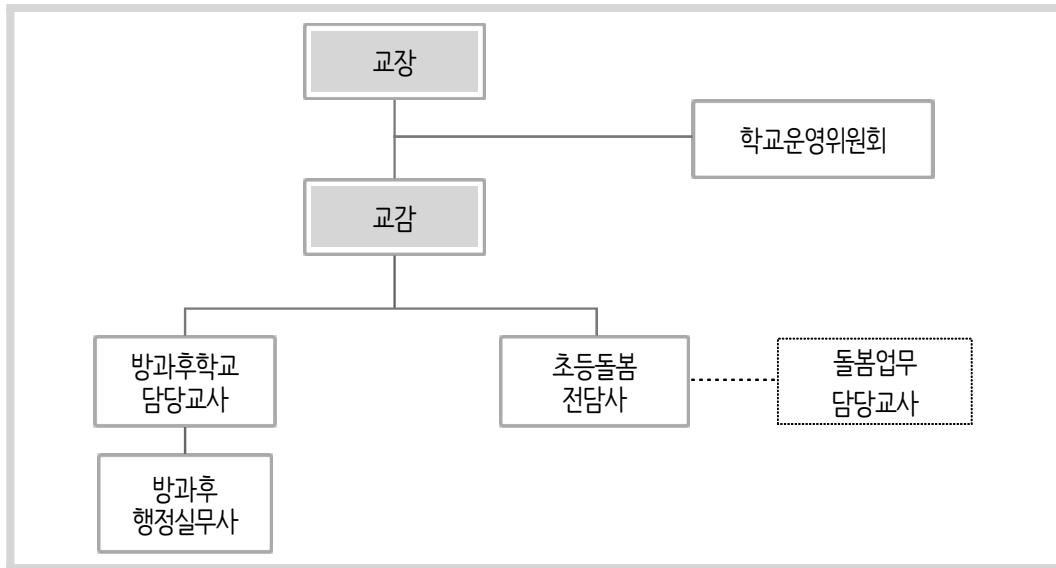 교장
학교운영위원회
교감
방과후학교
담당교사
초등돌봄
전담사
돌봄업무
담당교사
방과후
행정실무사